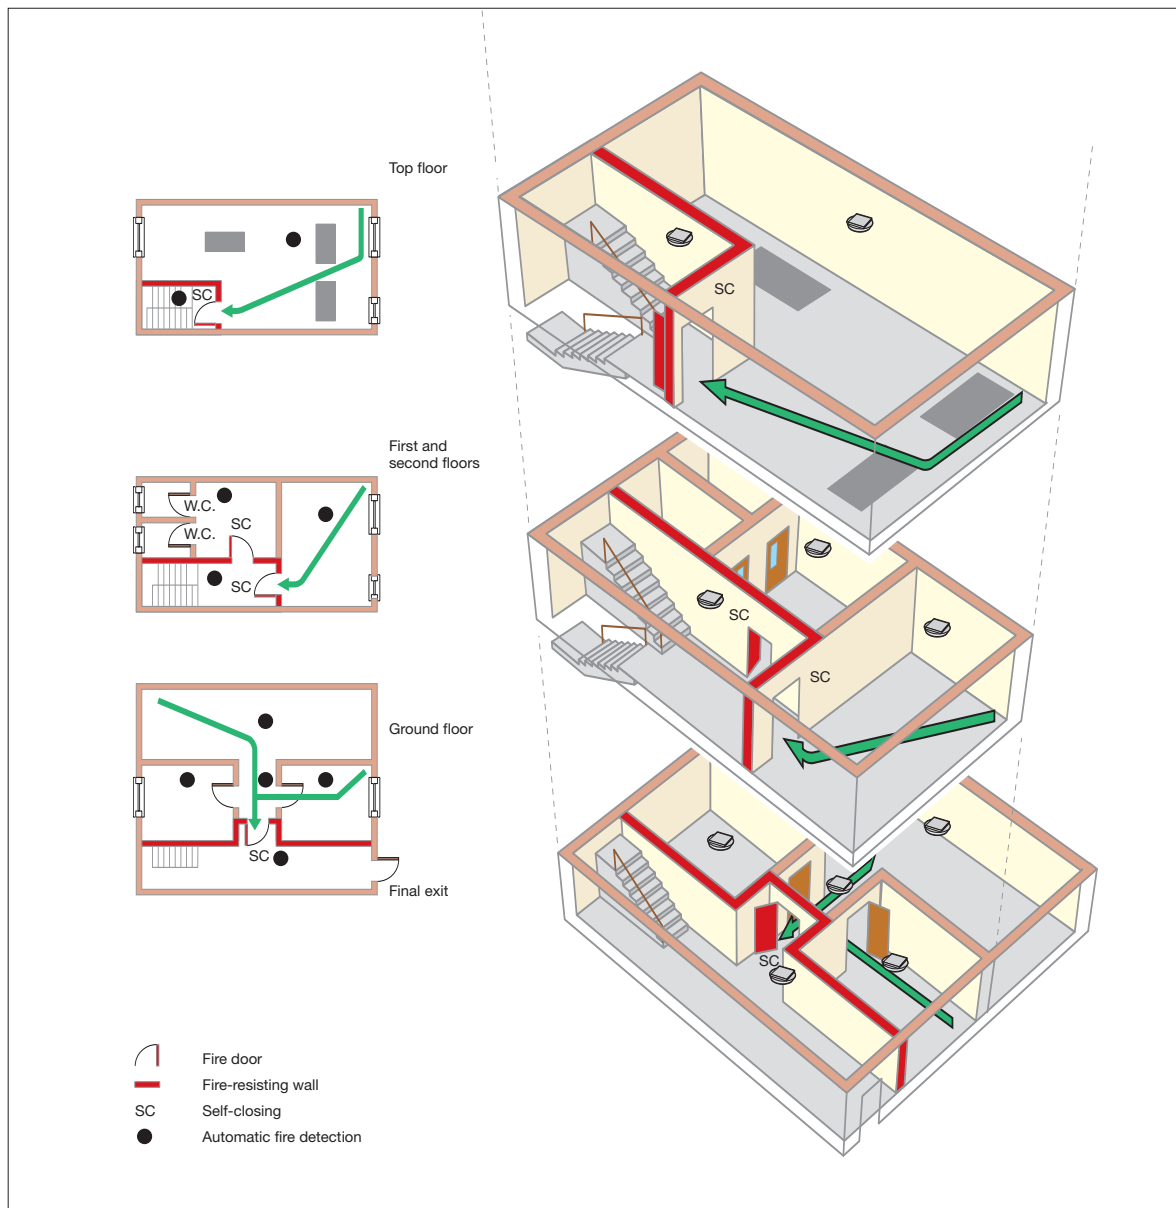 Top floor
SC
First and
second floors
W.C.
W.C.
SC
SC
Ground floor
SC
Final exit
Fire door
Fire-resisting wall
SC
Self-closing
Automatic fire detection
SC
SC
SC
SC